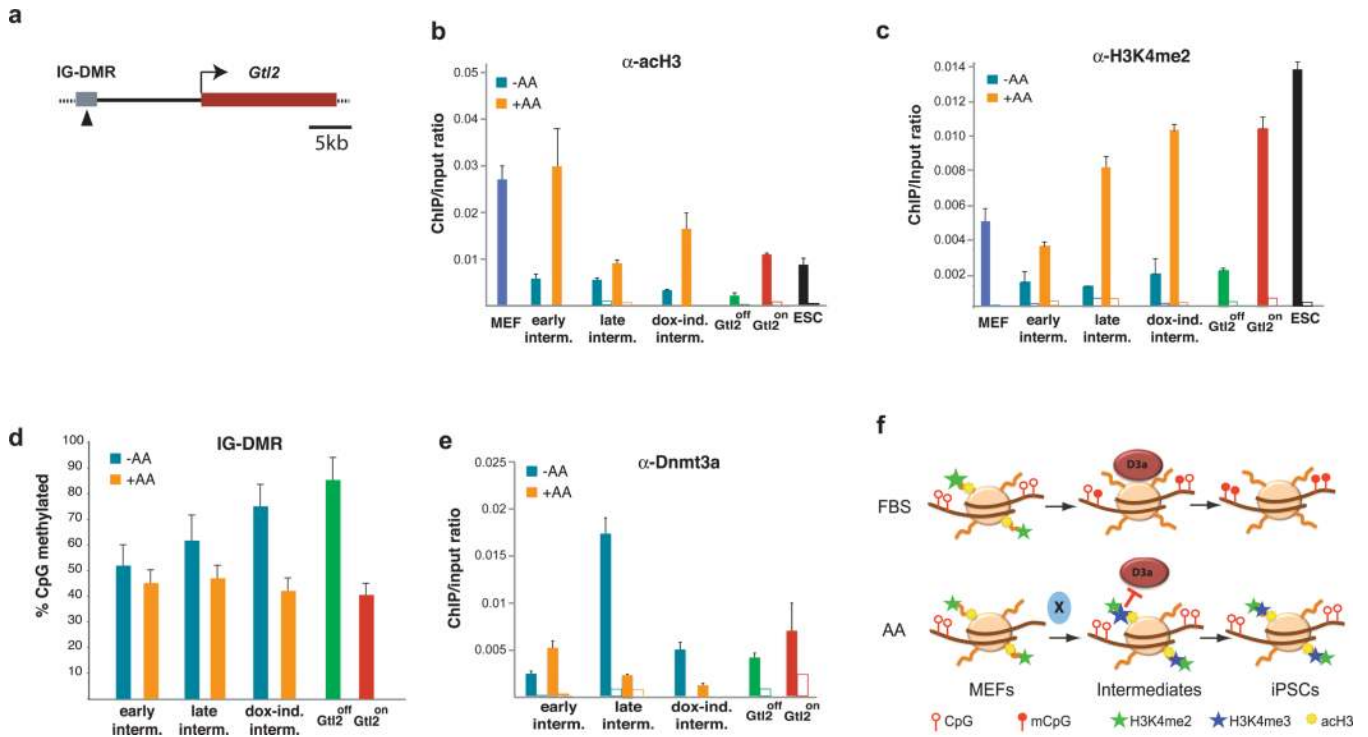 a
IG-DMR
Gtl2
5kb
b
α-acH3
-AA
+AA
ChIP/input ratio
0.05
0.04
0.03
0.02
0.01
MEF
early
interm.
late
interm.
dox-ind.
interm.
Gtl2off
Gtl2on
ESC
c
α-H3K4me2
-AA
+AA
ChIP/Input ratio
0.014
0.012
0.010
0.008
0.006
0.004
0.002
MEF
early
interm.
late
interm.
dox-ind.
interm.
Gtl2off
Gtl2on
ESC
d
IG-DMR
-AA
+AA
% CpG methylated
100
90
80
70
60
50
40
30
20
10
early
interm.
late
interm.
dox-ind.
interm.
Gtl2off
Gtl2on
e
α-Dnmt3a
-AA
+AA
ChIP/input ratio
0.025
0.02
0.015
0.01
0.005
early
interm.
late
interm.
dox-ind.
interm.
Gtl2off
Gtl2on
f
FBS
D3a
AA
X
D3a
MEFs
Intermediates
iPSCs
CpG
mCpG
H3K4me2
H3K4me3
acH3